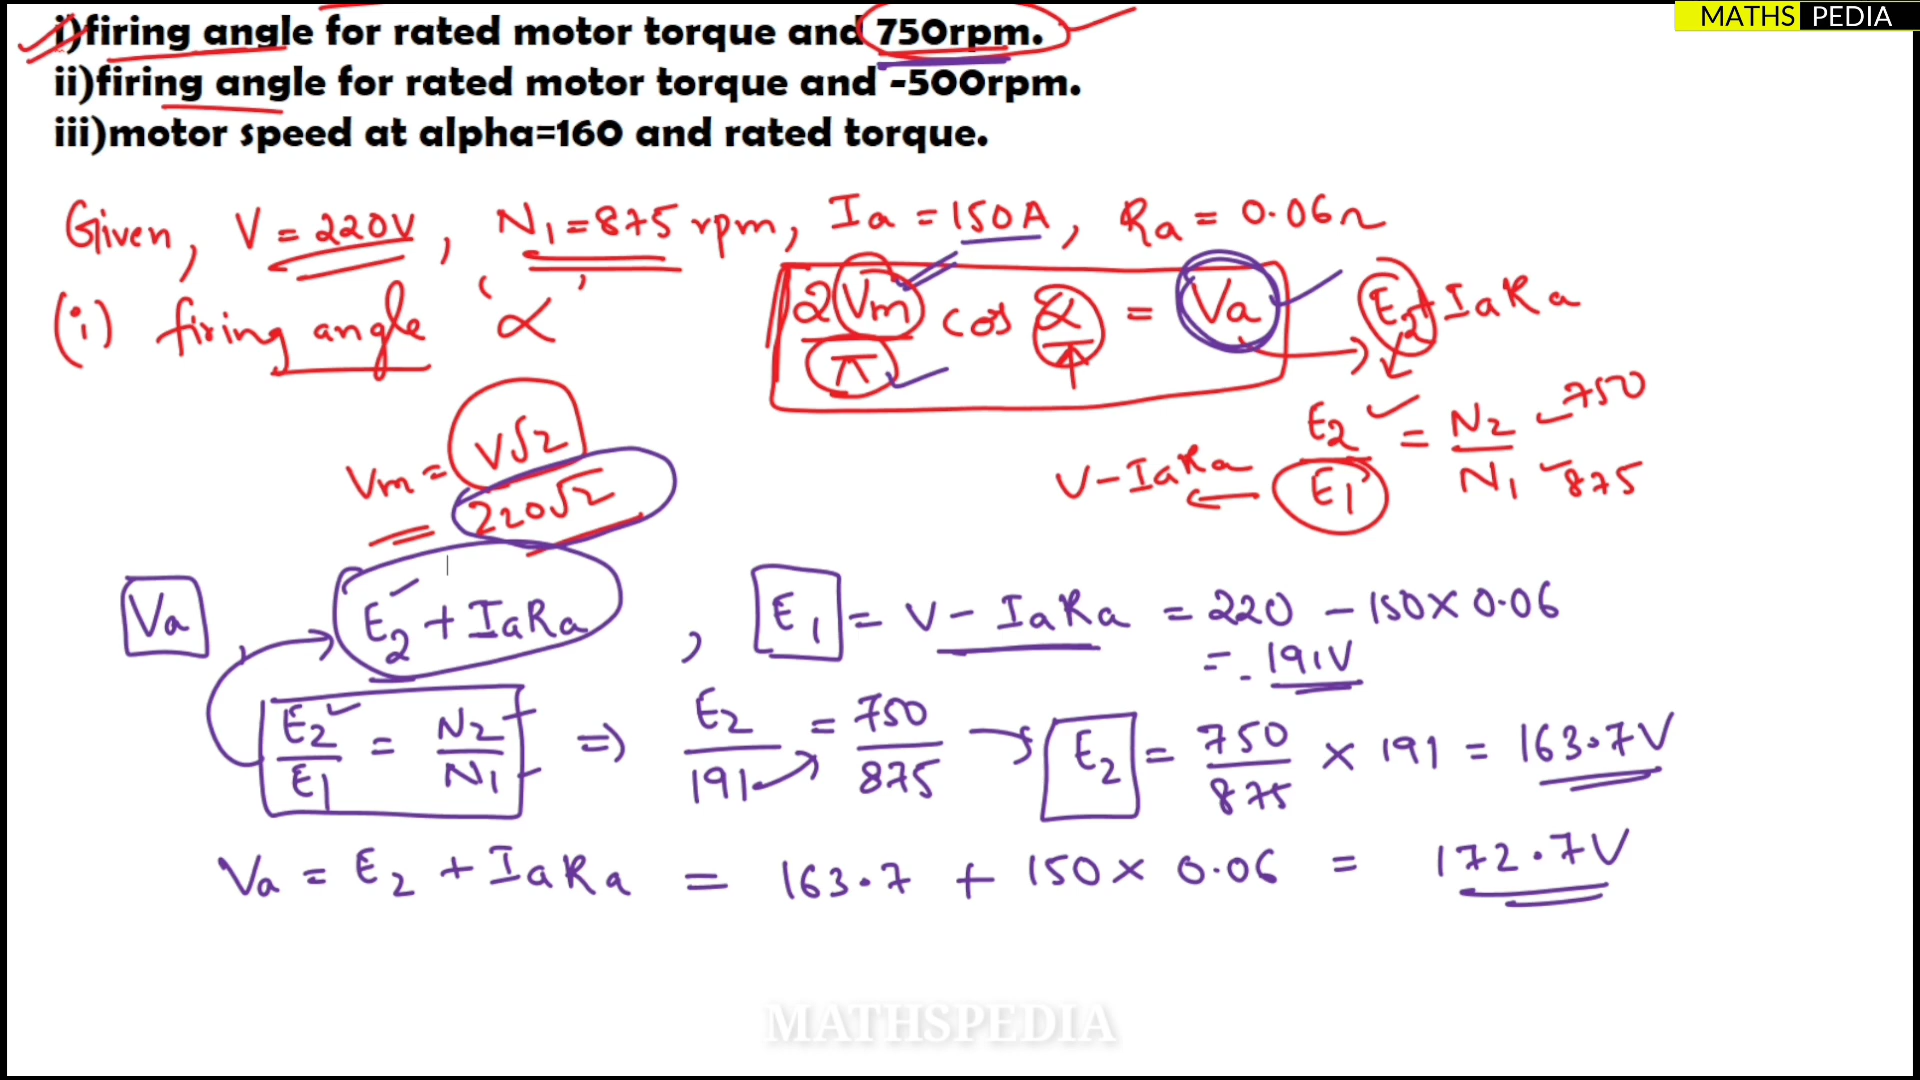 MATHS PEDIA
i)firing angle for rated motor torque and 750rpm.
ii)firing angle for rated motor torque and -500rpm.
iii)motor speed at alpha=160 and rated torque.
Given, V = 220V, N1 = 875 rpm, Ia = 150A, Ra = 0.06Ω
(i) firing angle 'α'
2Vm/π cos α = Va → E2 + IaRa
Vm = V√2
220√2
V - IaRa ← E2/E1 = N2/N1 750 875
Va, E2 + IaRa, E1 = V - IaRa = 220 - 150 × 0.06
= 191V
E2/E1 = N2/N1 ⇒ E2/191 = 750/875 → E2 = 750/875 × 191 = 163.7V
Va = E2 + IaRa = 163.7 + 150 × 0.06 = 172.7V
MATHSPEDIA